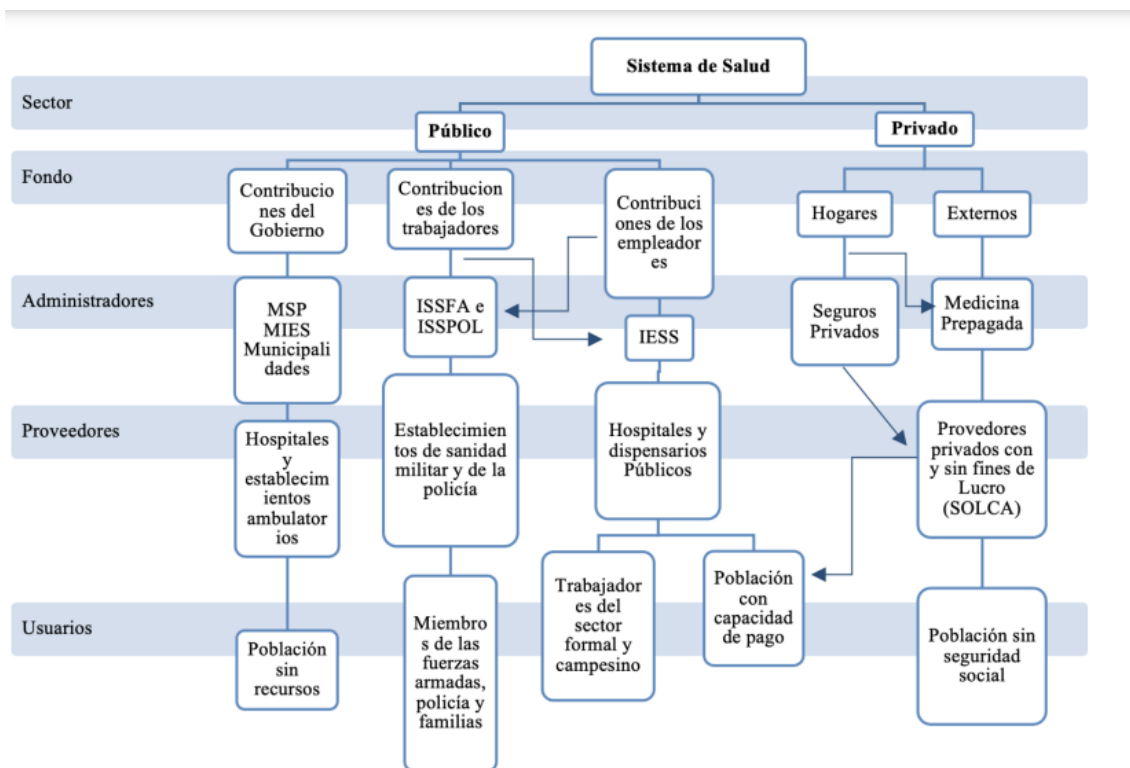 Sistema de Salud
Sector
Público
Privado
Fondo
Contribucio
nes del
Gobierno
Contribucion
es de los
trabajadores
Contribuci
ones de los
empleador
es
Hogares
Externos
Administradores
MSP
MIES
Municipali
dades
ISSFA e
ISSPOL
IESS
Seguros
Privados
Medicina
Prepagada
Proveedores
Hospitales
y
establecim
ientos
ambulator
ios
Establecimien
tos de sanidad
militar y de la
policía
Hospitales y
dispensarios
Públicos
Provedores
privados con
y sin fines de
Lucro
(SOLCA)
Usuarios
Población
sin
recursos
Miembro
s de las
fuerzas
armadas,
policía y
familias
Trabajador
es del
sector
formal y
campesino
Población
con
capacidad
de pago
Población sin
seguridad
social